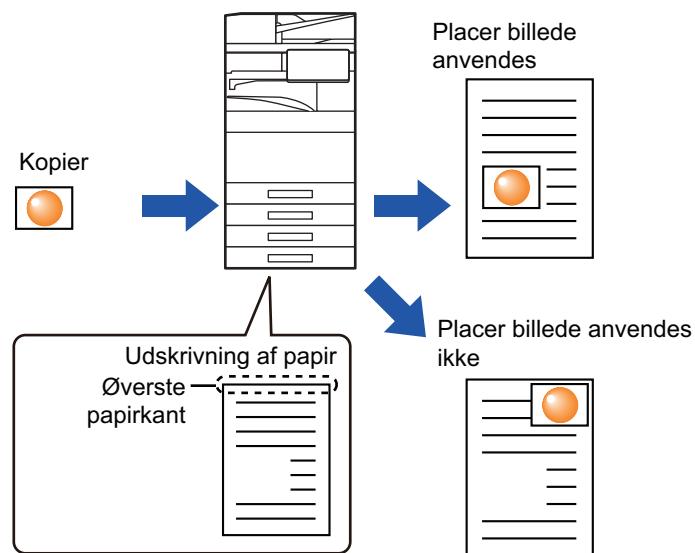 Placer billede
anvendes
Kopier
Placer billede anvendes
ikke
Udskrivning af papir
Øverste
papirkant